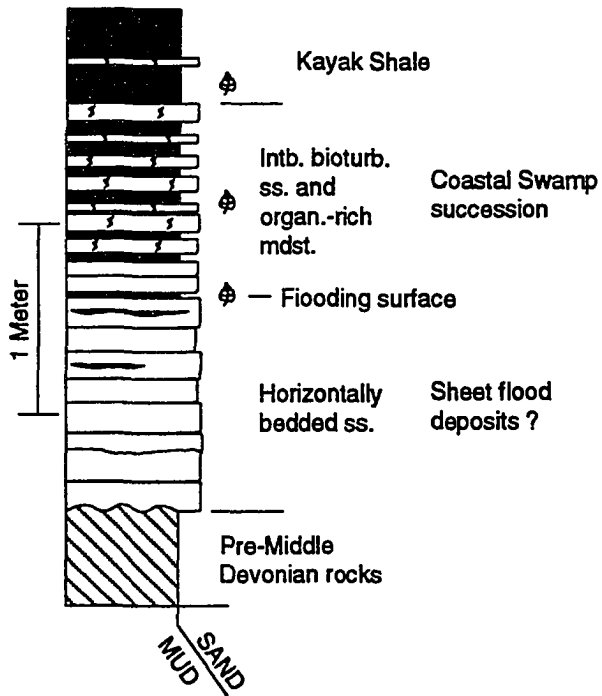 Kayak Shale
Intb. bioturb.
ss. and
organ.-rich
mdst.
Coastal Swamp
succession
1 Meter
Flooding surface
Horizontally
bedded ss.
Sheet flood
deposits ?
Pre-Middle
Devonian rocks
SAND
MUD